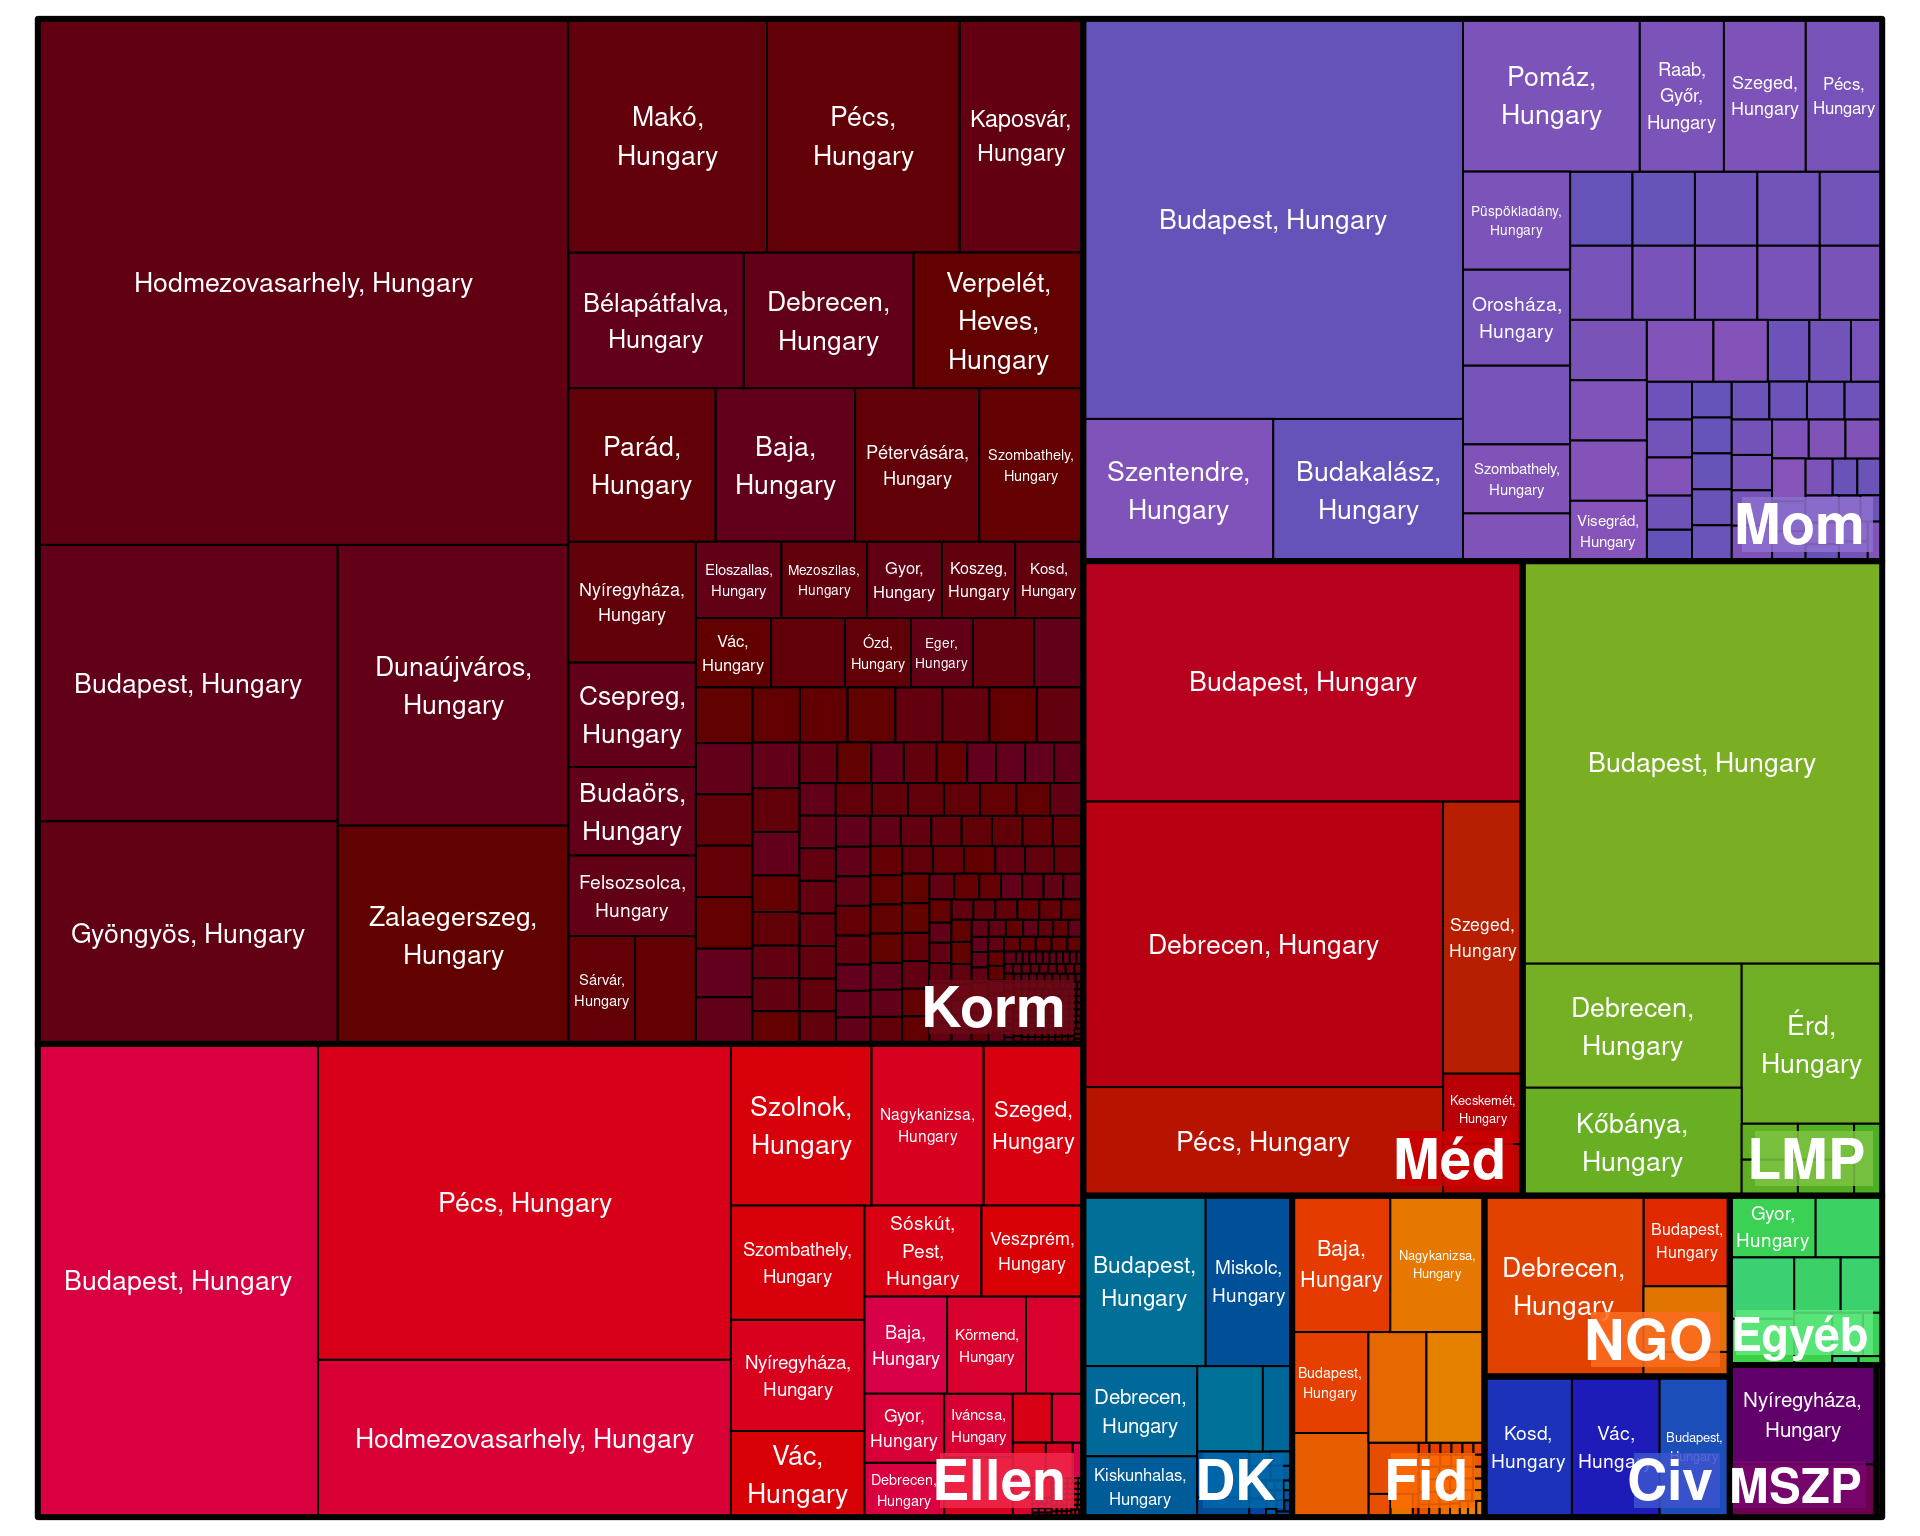 Hodmezovasarhely, Hungary
Makó,
Hungary
Pécs,
Hungary
Kaposvár,
Hungary
Bélapátfalva,
Hungary
Debrecen,
Hungary
Verpelét,
Heves,
Hungary
Parád,
Hungary
Baja,
Hungary
Pétervására,
Hungary
Szombathely,
Hungary
Budapest, Hungary
Dunaújváros,
Hungary
Gyöngyös, Hungary
Zalaegerszeg,
Hungary
Nyíregyháza,
Hungary
Eloszallas,
Hungary
Mezoszilas,
Hungary
Gyor,
Hungary
Koszeg,
Hungary
Kosd,
Hungary
Vác,
Hungary
Ózd,
Hungary
Eger,
Hungary
Csepreg,
Hungary
Budaörs,
Hungary
Felsozsolca,
Hungary
Sárvár,
Hungary
Korm
Budapest, Hungary
Pécs, Hungary
Hodmezovasarhely, Hungary
Szolnok,
Hungary
Nagykanizsa,
Hungary
Szeged,
Hungary
Szombathely,
Hungary
Sóskút,
Pest,
Hungary
Veszprém,
Hungary
Nyíregyháza,
Hungary
Baja,
Hungary
Körmend,
Hungary
Vác,
Hungary
Gyor,
Hungary
Iváncsa,
Hungary
Debrecen,
Hungary
Ellen
Budapest, Hungary
Szentendre,
Hungary
Budakalász,
Hungary
Pomáz,
Hungary
Raab,
Győr,
Hungary
Szeged,
Hungary
Pécs,
Hungary
Püspökladány,
Hungary
Orosháza,
Hungary
Szombathely,
Hungary
Visegrád,
Hungary
Mom
Budapest, Hungary
Debrecen, Hungary
Szeged,
Hungary
Pécs, Hungary
Kecskemét,
Hungary
Méd
Budapest, Hungary
Debrecen,
Hungary
Érd,
Hungary
Kőbánya,
Hungary
LMP
Budapest,
Hungary
Miskolc,
Hungary
Debrecen,
Hungary
Kiskunhalas,
Hungary
DK
Baja,
Hungary
Nagykanizsa,
Hungary
Budapest,
Hungary
Fid
Debrecen,
Hungary
Budapest,
Hungary
NGO
Kosd,
Hungary
Vác,
Hungary
Budapest,
Hungary
Civ
Gyor,
Hungary
Egyéb
Nyíregyháza,
Hungary
MSZP